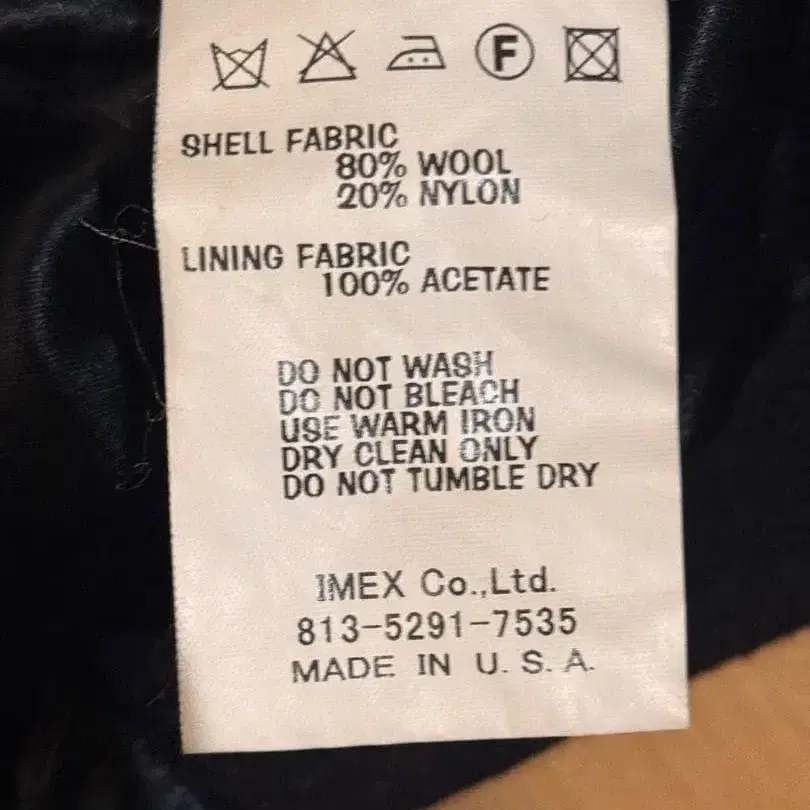 F
SHELL FABRIC
80% WOOL
20% NYLON
LINING FABRIC
100% ACETATE
DO NOT WASH
DO NOT BLEACH
USE WARM IRON
DRY CLEAN ONLY
DO NOT TUMBLE DRY
IMEX Co.,Ltd.
813-5291-7535
MADE IN U.S.A.